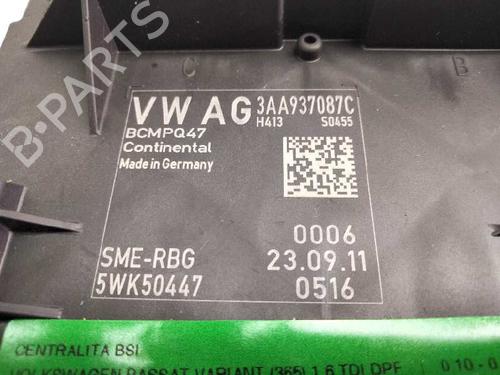 C
B
VW AG 3AA937087C
H413 S0455
BCMPQ47
Continental
Made in Germany
0006
SME-RBG 23.09.11
5WK50447 0516
CENTRALITA BSI
VOLKSWAGEN PASSAT VARIANT (365) 1.6 TDI DPF
B-PARTS